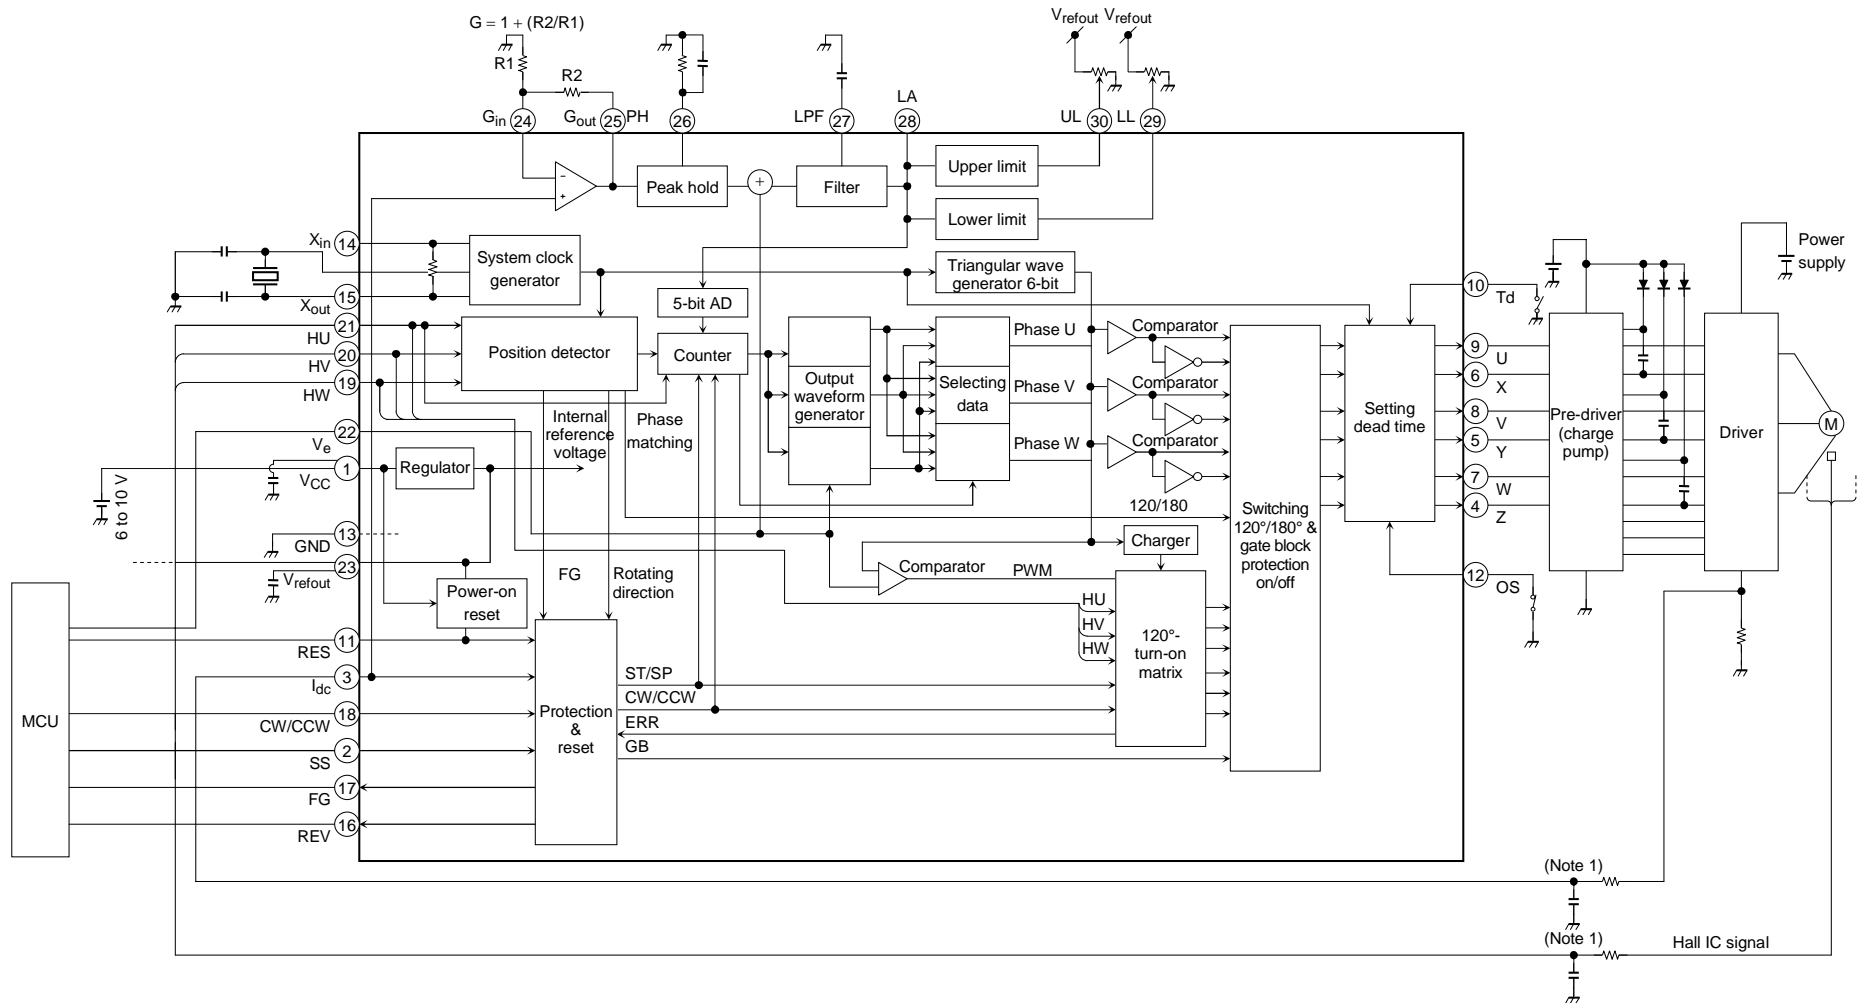 G = 1 + (R2/R1)
R1
R2
Vrefout Vrefout
Gin 24
Gout 25 PH
26
LPF 27
LA
28
UL 30
LL 29
Peak hold
+
Filter
Upper limit
Lower limit
−
+
Xin 14
Xout 15
System clock
generator
Triangular wave
generator 6-bit
5-bit AD
21
HU
20
HV
19
HW
22
Ve
1
VCC
6 to 10 V
13
GND
23
Vrefout
Position detector
Counter
Phase
matching
Internal
reference
voltage
Regulator
Power-on
reset
Output
waveform
generator
Selecting
data
Phase U
Phase V
Phase W
Comparator
Comparator
Comparator
120/180
Switching
120°/180° &
gate block
protection
on/off
Setting
dead time
10
Td
9
U
6
X
8
V
5
Y
7
W
4
Z
12
OS
Pre-driver
(charge
pump)
Driver
Power
supply
M
Charger
Comparator
PWM
HU
HV
HW
120°-
turn-on
matrix
FG
Rotating
direction
MCU
11
RES
3
Idc
18
CW/CCW
2
SS
17
FG
16
REV
Protection
&
reset
ST/SP
CW/CCW
ERR
GB
(Note 1)
(Note 1)
Hall IC signal